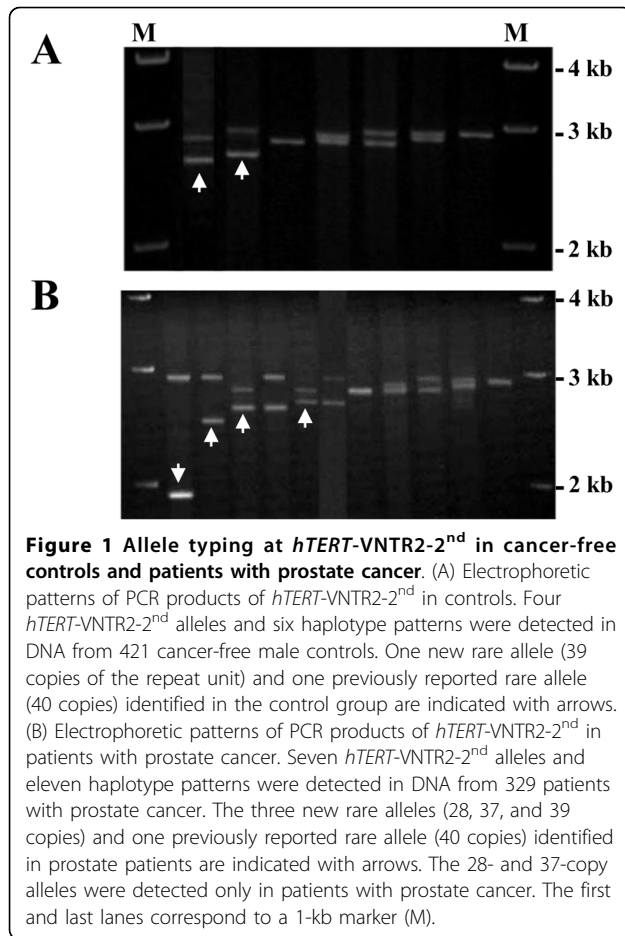 A
M
M
- 4 kb
- 3 kb
- 2 kb
B
- 4 kb
- 3 kb
- 2 kb
Figure 1 Allele typing at hTERT-VNTR2-2nd in cancer-free
controls and patients with prostate cancer. (A) Electrophoretic
patterns of PCR products of hTERT-VNTR2-2nd in controls. Four
hTERT-VNTR2-2nd alleles and six haplotype patterns were detected in
DNA from 421 cancer-free male controls. One new rare allele (39
copies of the repeat unit) and one previously reported rare allele
(40 copies) identified in the control group are indicated with arrows.
(B) Electrophoretic patterns of PCR products of hTERT-VNTR2-2nd in
patients with prostate cancer. Seven hTERT-VNTR2-2nd alleles and
eleven haplotype patterns were detected in DNA from 329 patients
with prostate cancer. The three new rare alleles (28, 37, and 39
copies) and one previously reported rare allele (40 copies) identified
in prostate patients are indicated with arrows. The 28- and 37-copy
alleles were detected only in patients with prostate cancer. The first
and last lanes correspond to a 1-kb marker (M).